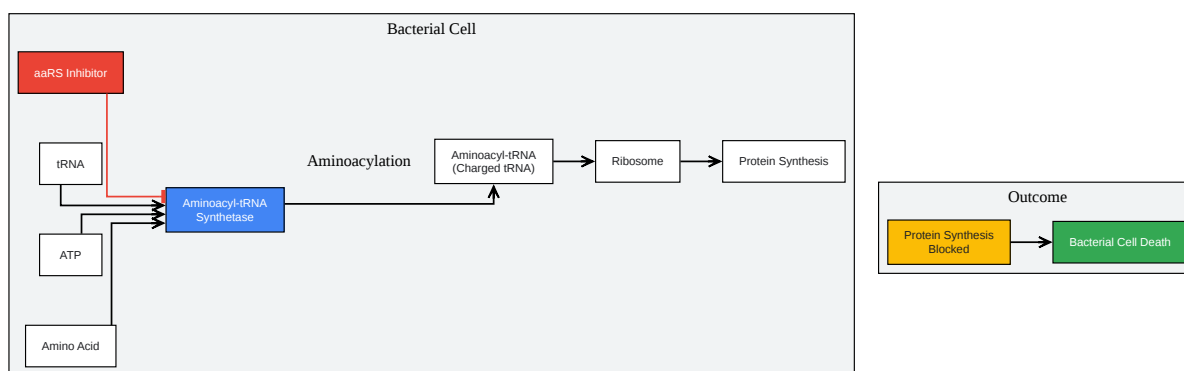 Bacterial Cell
aaRS Inhibitor
tRNA
ATP
Amino Acid
Aminoacyl-tRNA
Synthetase
Aminoacylation
Aminoacyl-tRNA
(Charged tRNA)
Ribosome
Protein Synthesis
Outcome
Protein Synthesis
Blocked
Bacterial Cell Death